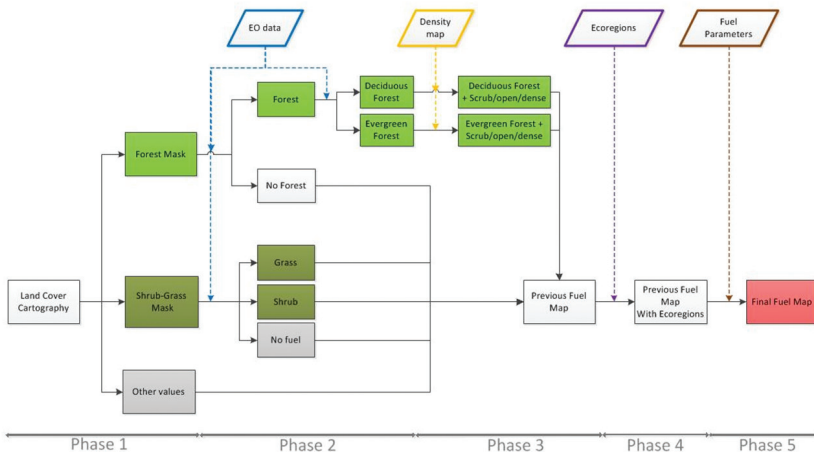 EO data
Density
map
Ecoregions
Fuel
Parameters
Forest
Deciduous
Forest
Deciduous Forest
+ Scrub/open/dense
Evergreen
Forest
Evergreen Forest +
Scrub/open/dense
Forest Mask
No Forest
Grass
Land Cover
Cartography
Shrub-Grass
Mask
Shrub
Previous Fuel
Map
Previous Fuel
Map
With Ecoregions
Final Fuel Map
No fuel
Other values
Phase 1
Phase 2
Phase 3
Phase 4
Phase 5